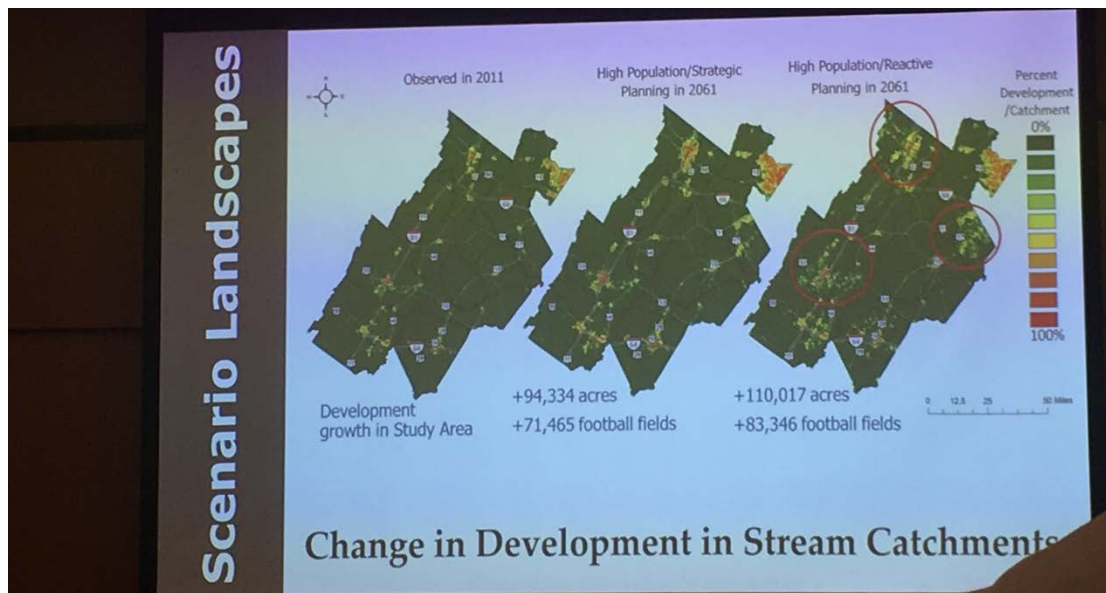 Scenario Landscapes
Observed in 2011
High Population/Strategic
Planning in 2061
High Population/Reactive
Planning in 2061
Percent
Development
/Catchment
0%
100%
Development
growth in Study Area
+94,334 acres
+71,465 football fields
+110,017 acres
+83,346 football fields
0 12.5 25 50 Miles
Change in Development in Stream Catchments